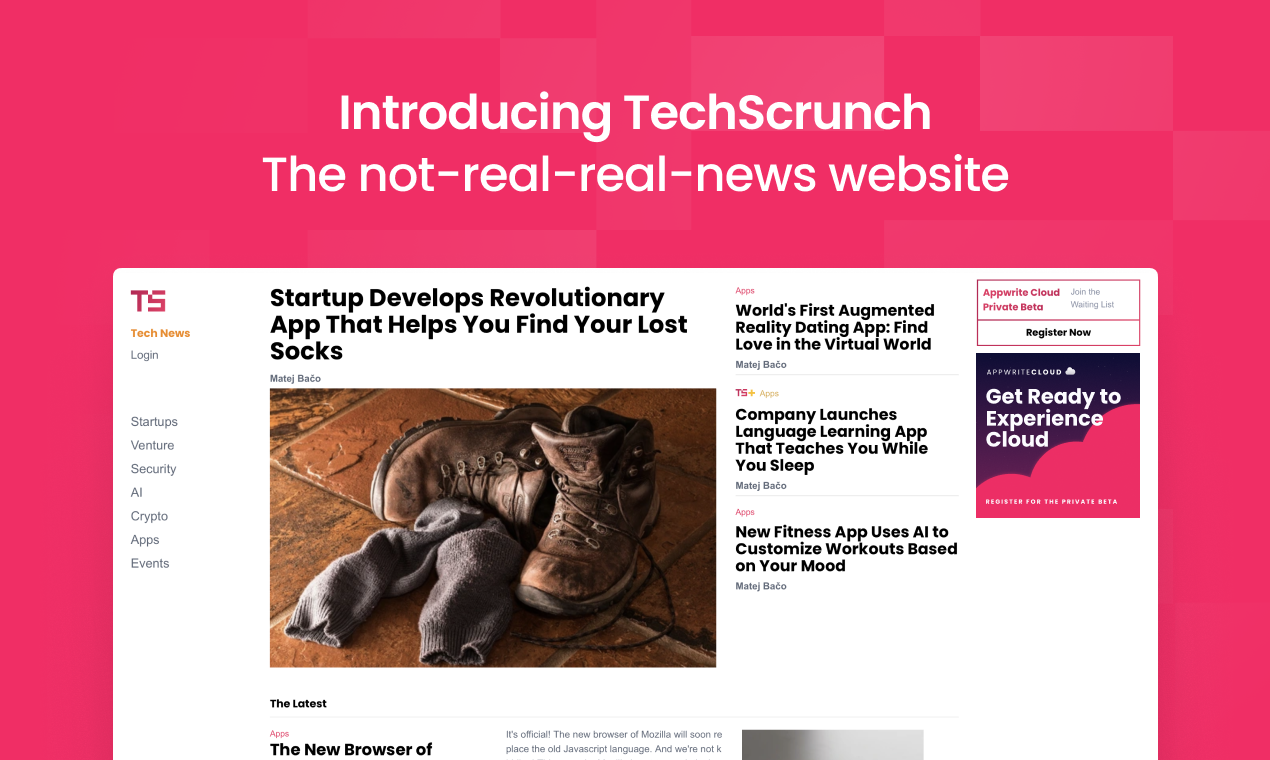 Introducing TechScrunch
The not-real-real-news website
TS
Tech News
Login
Startups
Venture
Security
AI
Crypto
Apps
Events
Startup Develops Revolutionary
App That Helps You Find Your Lost
Socks
Matej Bačo
Apps
World's First Augmented
Reality Dating App: Find
Love in the Virtual World
Matej Bačo
TS+ Apps
Company Launches
Language Learning App
That Teaches You While
You Sleep
Matej Bačo
Apps
New Fitness App Uses AI to
Customize Workouts Based
on Your Mood
Matej Bačo
Appwrite Cloud
Private Beta
Join the
Waiting List
Register Now
APPWRITECLOUD
Get Ready to
Experience
Cloud
REGISTER FOR THE PRIVATE BETA
The Latest
Apps
The New Browser of
It's official! The new browser of Mozilla will soon re
place the old Javascript language. And we're not k